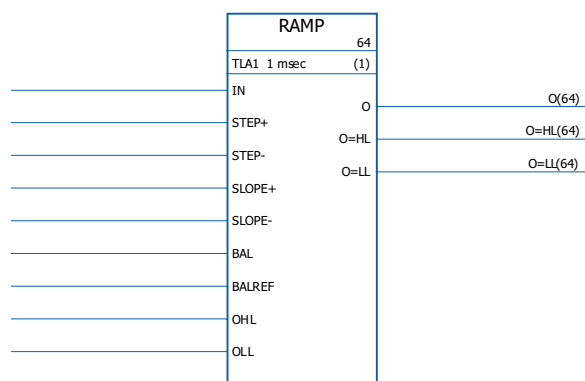 RAMP
64
TLA1 1 msec (1)
IN
O O(64)
STEP+
O=HL O=HL(64)
STEP-
O=LL O=LL(64)
SLOPE+
SLOPE-
BAL
BALREF
OHL
OLL